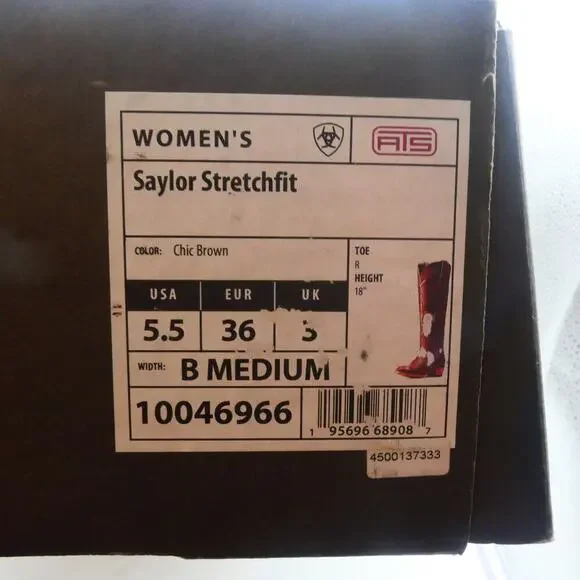 WOMEN'S
ATS
Saylor Stretchfit
COLOR: Chic Brown
TOE
R
HEIGHT
18"
USA EUR UK
5.5 36 3
WIDTH: B MEDIUM
10046966
1 95696 68908 7
4500137333